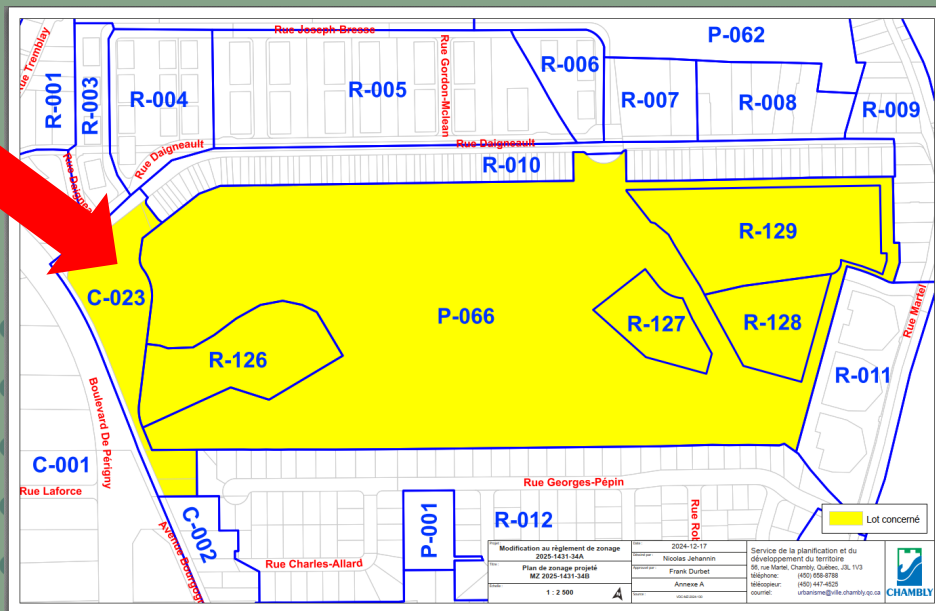 Rue Joseph Bresse
P-062
Rue Tremblay
R-001
R-003
R-004
R-005
Rue Gordon-Mclean
R-006
R-007
R-008
R-009
Rue Daigneault
Rue Daigneault
R-010
R-129
C-023
P-066
R-127
R-128
Rue Martel
R-126
R-011
Boulevard De Périgny
C-001
Rue Laforce
Rue Georges-Pépin
C-002
P-001
R-012
Avenue Bourgogne
Rue Charles-Allard
Lot concerné
Modification au règlement de zonage
2025-1431-34A
Plan de zonage projeté
MZ 2025-1431-34B
1 : 2 500
2024-12-17
Nicolas Jehannin
Frank Durbet
Annexe A
Service de la planification et du
développement du territoire
56, rue Martel, Chambly, Québec, J3L 1V3
téléphone: (450) 658-8788
télécopieur: (450) 447-4525
courriel: urbanisme@ville.chambly.qc.ca
CHAMBLY